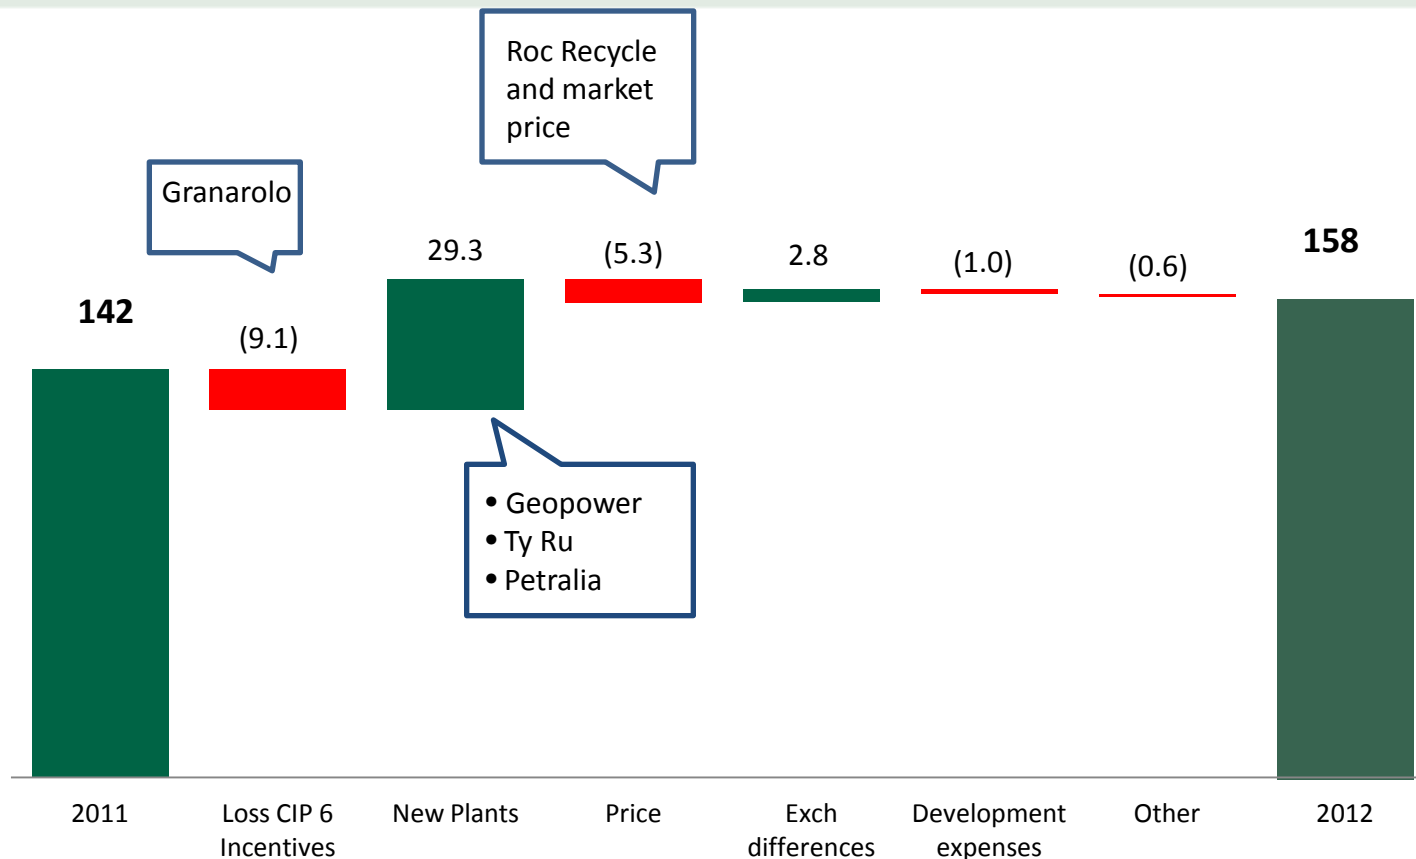 Roc Recycle
and market
price
Granarolo
142
(9.1)
29.3
(5.3)
2.8
(1.0)
(0.6)
158
• Geopower
• Ty Ru
• Petralia
2011
Loss CIP 6
Incentives
New Plants
Price
Exch
differences
Development
expenses
Other
2012